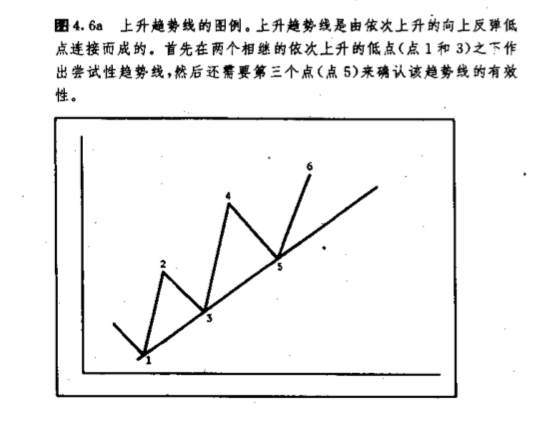 图4.6a 上升趋势线的图例。上升趋势线是由依次上升的向上反弹低
点连接而成的。首先在两个相继的依次上升的低点(点1和3)之下作
出尝试性趋势线,然后还需要第三个点(点5)来确认该趋势线的有效
性。
6
4
2
5
3
1